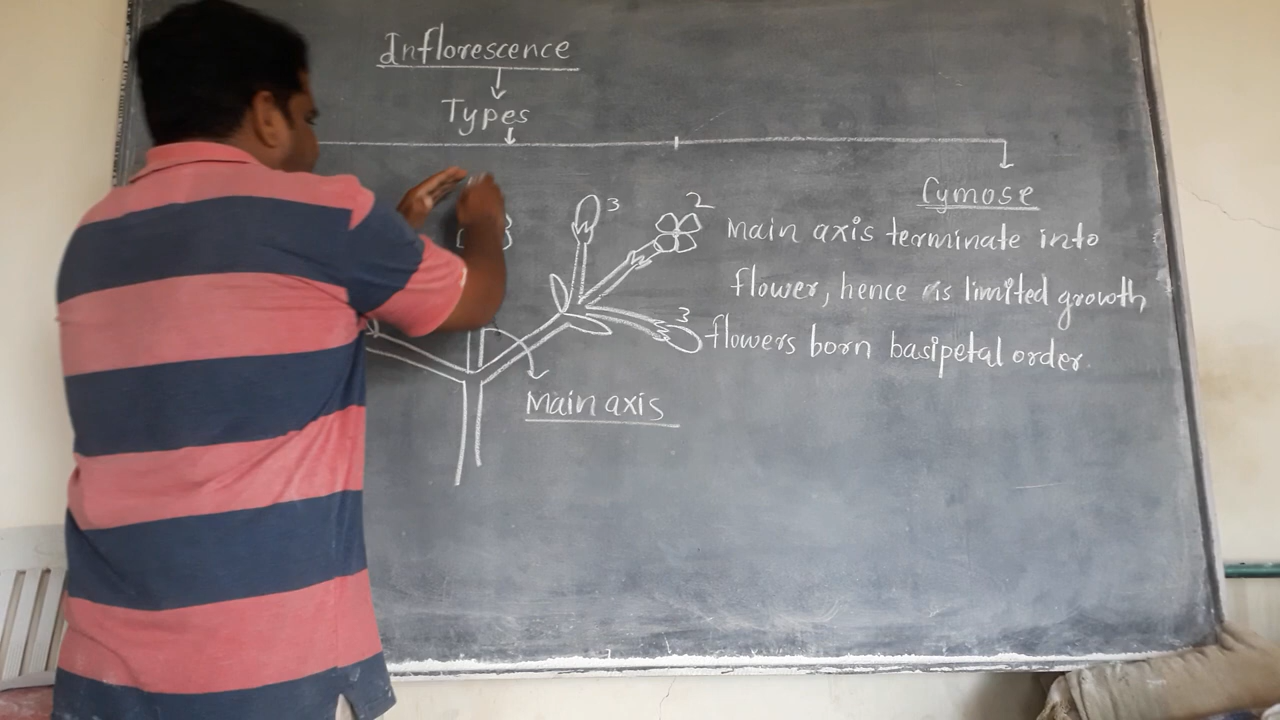 Inflorescence
Types
Cymose
3
2
Main axis terminate into
flower, hence is limited growth,
3
flowers born basipetal order.
Main axis